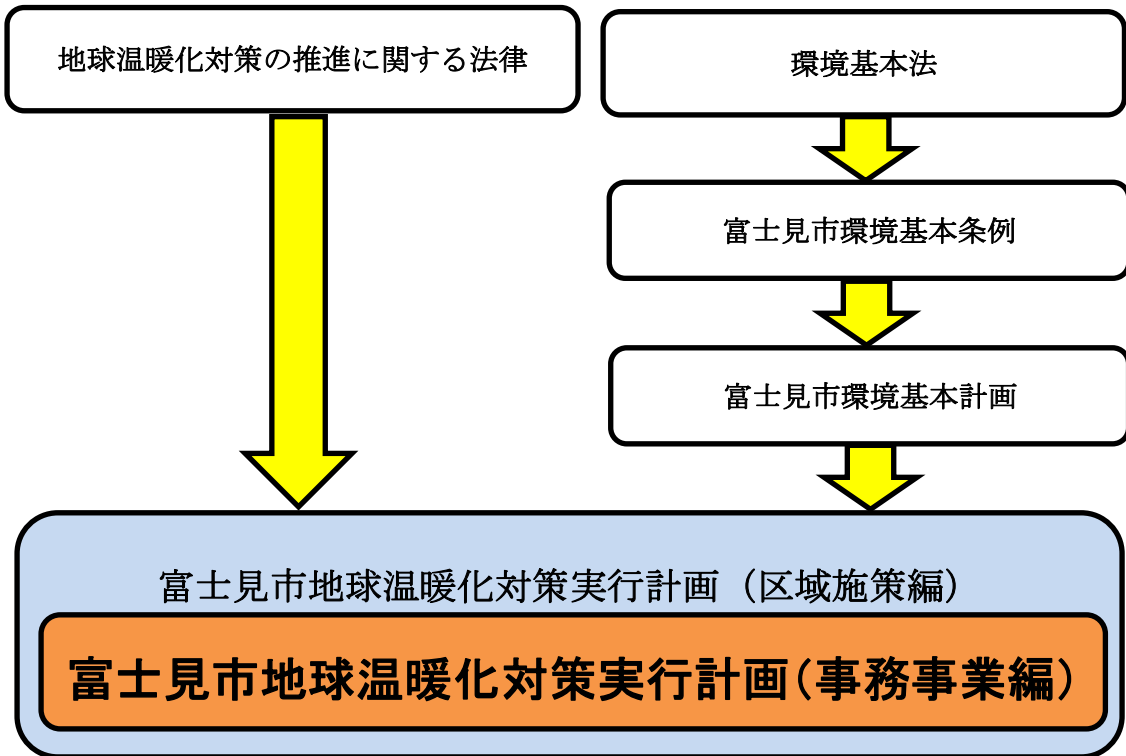 地球温暖化対策の推進に関する法律
環境基本法
富士見市環境基本条例
富士見市環境基本計画
富士見市地球温暖化対策実行計画（区域施策編）
富士見市地球温暖化対策実行計画（事務事業編）